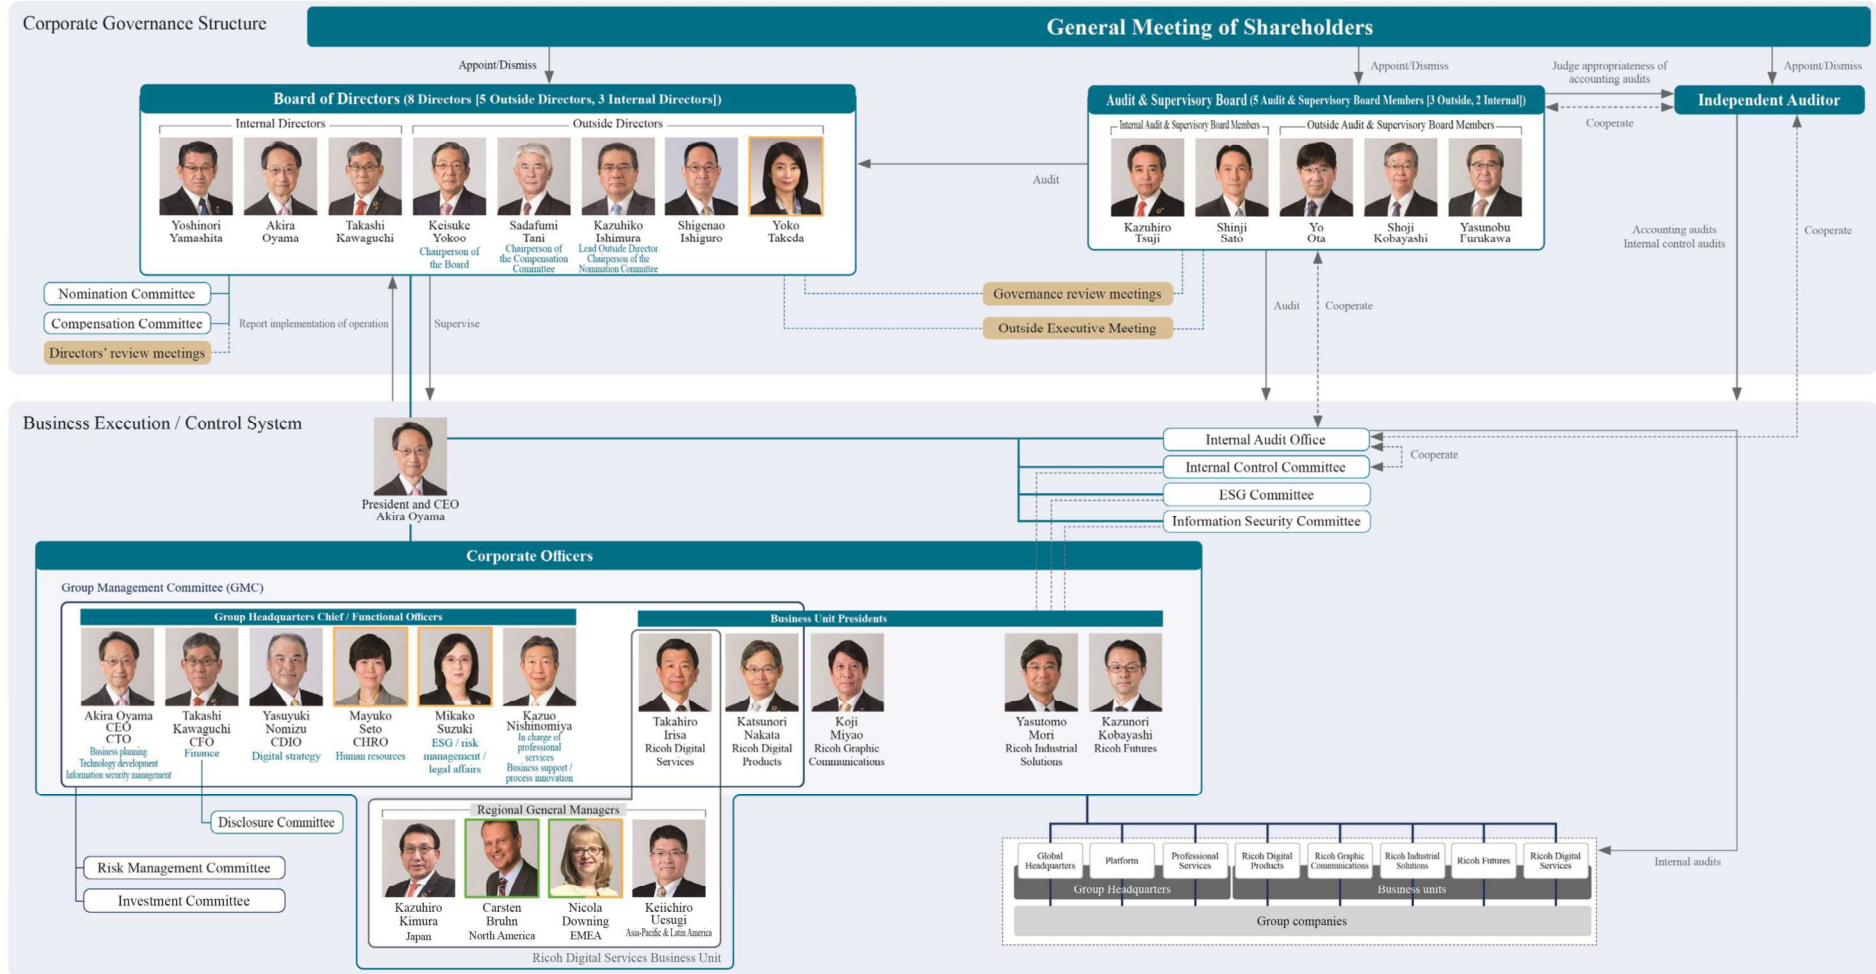 Corporate Governance Structure
General Meeting of Shareholders
Appoint/Dismiss
Appoint/Dismiss
Judge appropriateness of
accounting audits
Appoint/Dismiss
Board of Directors (8 Directors [5 Outside Directors, 3 Internal Directors])
Internal Directors
Outside Directors
Yoshinori
Yamashita
Akira
Oyama
Takashi
Kawaguchi
Keisuke
Yokoo
Chairperson of
the Board
Sadafumi
Tani
Chairperson of
the Compensation
Committee
Kazuhiko
Ishimura
Lead Outside Director
Chairperson of the
Nomination Committee
Shigenao
Ishiguro
Yoko
Takeda
Audit
Audit & Supervisory Board (5 Audit & Supervisory Board Members [3 Outside, 2 Internal])
Internal Audit & Supervisory Board Members
Outside Audit & Supervisory Board Members
Kazuhiro
Tsuji
Shinji
Sato
Yo
Ota
Shoji
Kobayashi
Yasunobu
Furukawa
Independent Auditor
Cooperate
Accounting audits
Internal control audits
Cooperate
Nomination Committee
Compensation Committee
Directors' review meetings
Report implementation of operation
Supervise
Governance review meetings
Outside Executive Meeting
Audit
Cooperate
Business Execution / Control System
President and CEO
Akira Oyama
Internal Audit Office
Internal Control Committee
ESG Committee
Information Security Committee
Cooperate
Corporate Officers
Group Management Committee (GMC)
Group Headquarters Chief / Functional Officers
Akira Oyama
CEO
CTO
Business planning
Technology development
Information security management
Takashi
Kawaguchi
CFO
Finance
Yasuyuki
Nomizu
CDIO
Digital strategy
Mayuko
Seto
CHRO
Human resources
Mikako
Suzuki
ESG / risk
management /
legal affairs
Kazuo
Nishinomiya
In charge of
professional
services
Business support /
process innovation
Business Unit Presidents
Takahiro
Irisa
Ricoh Digital
Services
Katsunori
Nakata
Ricoh Digital
Products
Koji
Miyao
Ricoh Graphic
Communications
Yasutomo
Mori
Ricoh Industrial
Solutions
Kazunori
Kobayashi
Ricoh Futures
Disclosure Committee
Risk Management Committee
Investment Committee
Regional General Managers
Kazuhiro
Kimura
Japan
Carsten
Bruhn
North America
Nicola
Downing
EMEA
Keiichiro
Uesugi
Asia-Pacific & Latin America
Ricoh Digital Services Business Unit
Global
Headquarters
Platform
Professional
Services
Ricoh Digital
Products
Ricoh Graphic
Communications
Ricoh Industrial
Solutions
Ricoh Futures
Ricoh Digital
Services
Group Headquarters
Business units
Group companies
Internal audits